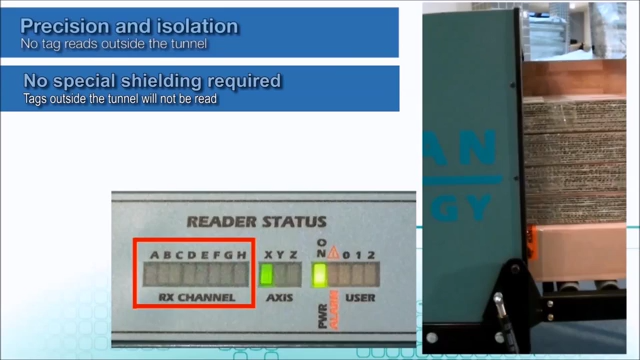 Precision and isolation
No tag reads outside the tunnel
No special shielding required
Tags outside the tunnel will not be read
AN
GY
READER STATUS
A B C D E F G H X Y Z ON 0 1 2
RX CHANNEL AXIS PWR ALARM USER